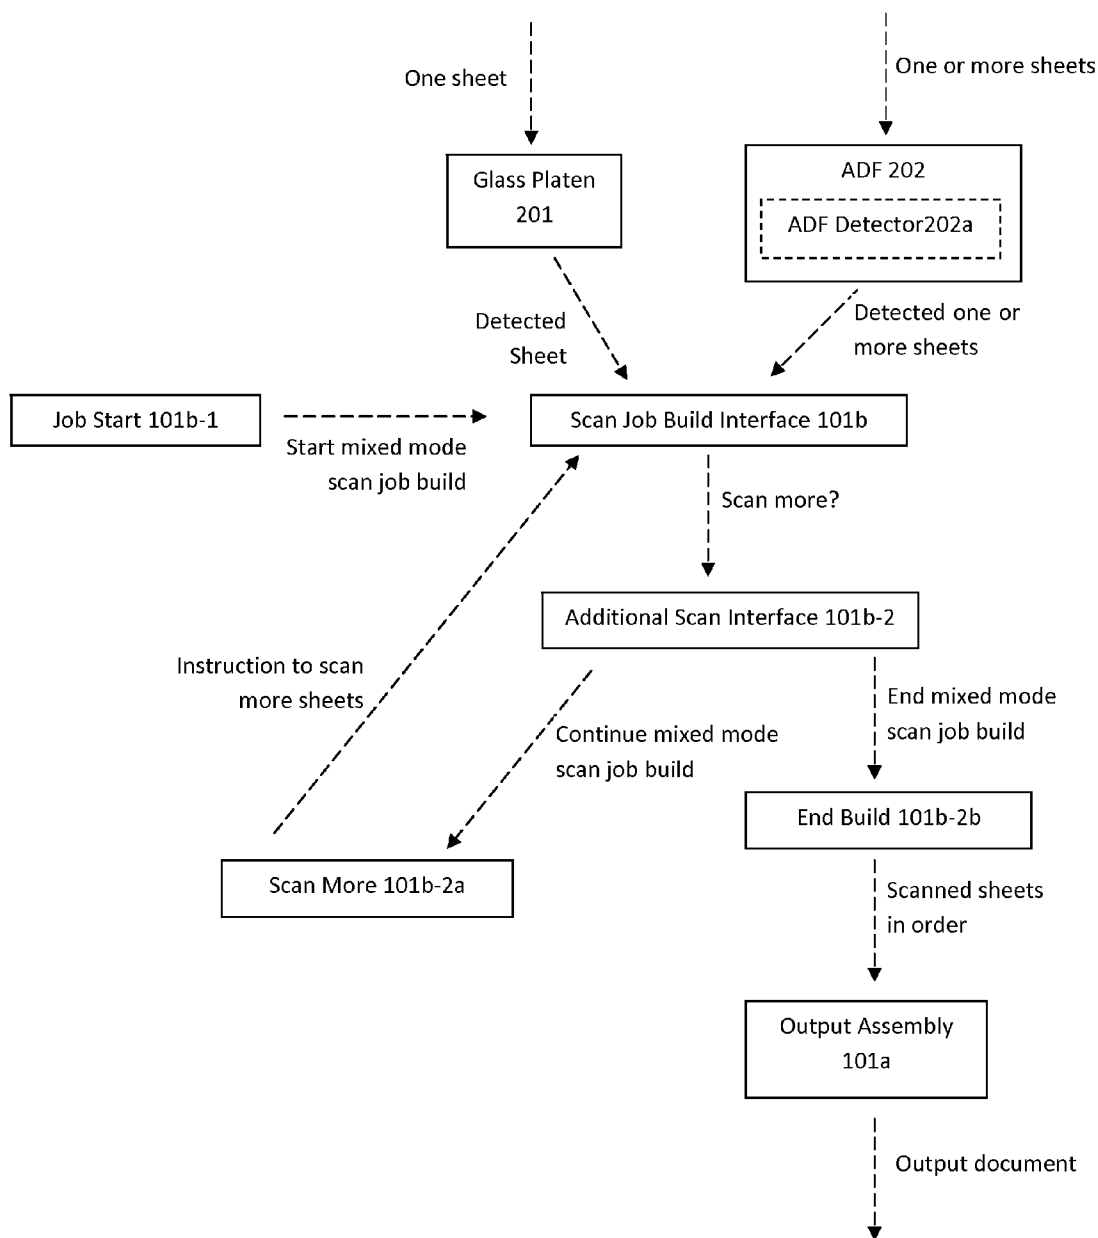 One sheet
One or more sheets
Glass Platen
201
ADF 202
ADF Detector202a
Detected
Sheet
Detected one or
more sheets
Job Start 101b-1
Start mixed mode
scan job build
Scan Job Build Interface 101b
Scan more?
Additional Scan Interface 101b-2
Instruction to scan
more sheets
Continue mixed mode
scan job build
End mixed mode
scan job build
End Build 101b-2b
Scan More 101b-2a
Scanned sheets
in order
Output Assembly
101a
Output document